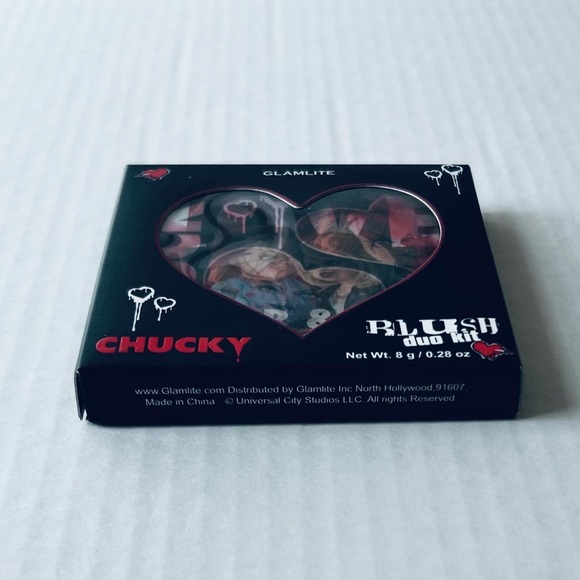 GLAMLITE
CHUCKY
BLUSH
duo kit
Net Wt. 8 g / 0.28 oz
www.Glamlite.com Distributed by Glamlite Inc North Hollywood.91607
Made in China © Universal City Studios LLC All rights Reserved